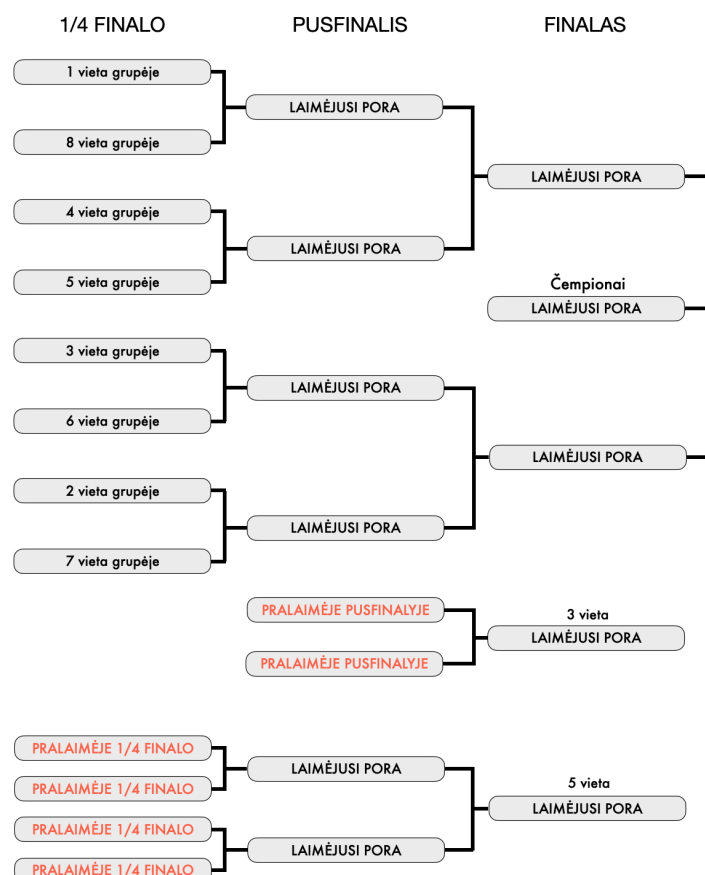 1/4 FINALO
PUSFINALIS
FINALAS
1 vieta grupėje
8 vieta grupėje
LAIMĖJUSI PORA
4 vieta grupėje
5 vieta grupėje
LAIMĖJUSI PORA
LAIMĖJUSI PORA
Čempionai
LAIMĖJUSI PORA
3 vieta grupėje
6 vieta grupėje
LAIMĖJUSI PORA
2 vieta grupėje
7 vieta grupėje
LAIMĖJUSI PORA
LAIMĖJUSI PORA
PRALAIMĖJE PUSFINALYJE
PRALAIMĖJE PUSFINALYJE
3 vieta
LAIMĖJUSI PORA
PRALAIMĖJE 1/4 FINALO
PRALAIMĖJE 1/4 FINALO
LAIMĖJUSI PORA
PRALAIMĖJE 1/4 FINALO
PRALAIMĖJE 1/4 FINALO
LAIMĖJUSI PORA
5 vieta
LAIMĖJUSI PORA